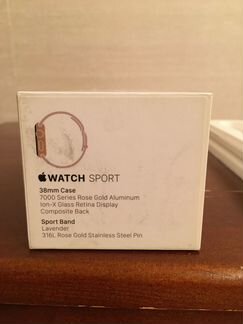 WATCH SPORT
38mm Case
7000 Series Rose Gold Aluminum
Ion-X Glass Retina Display
Composite Back
Sport Band
Lavender
316L Rose Gold Stainless Steel Pin